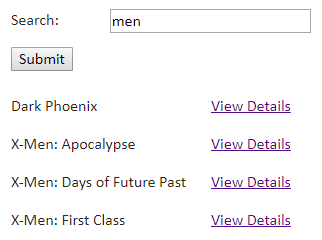 Search: men
Submit
Dark Phoenix View Details
X-Men: Apocalypse View Details
X-Men: Days of Future Past View Details
X-Men: First Class View Details